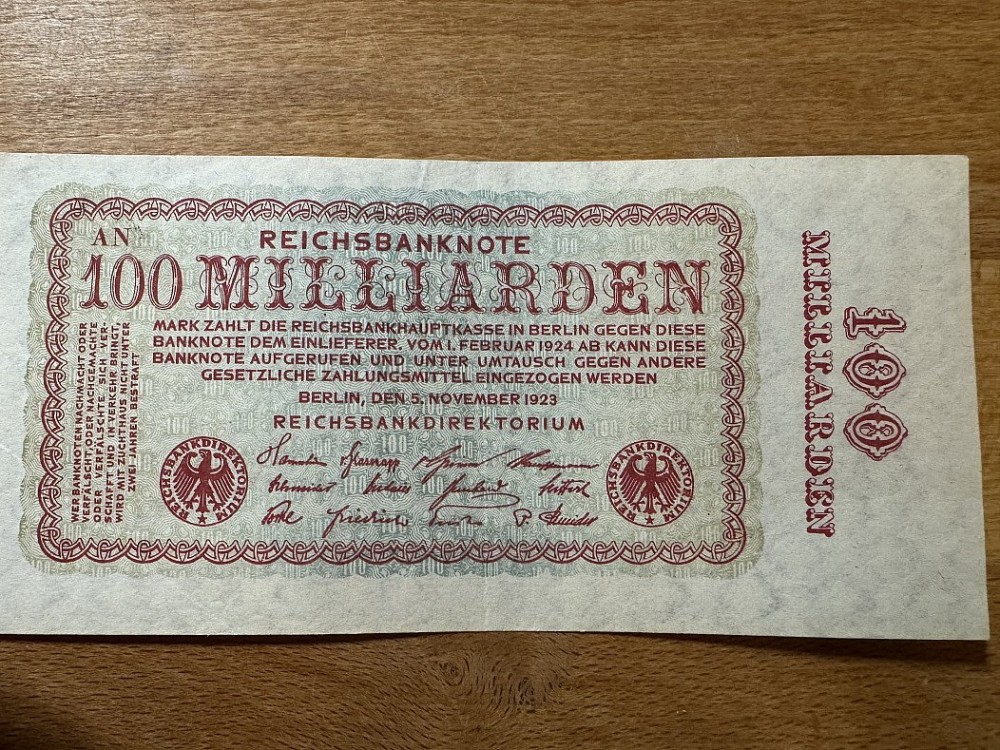 AN
REICHSBANKNOTE
100 MILLIARDEN
MARK ZAHLT DIE REICHSBANKHAUPTKASSE IN BERLIN GEGEN DIESE
BANKNOTE DEM EINLIEFERER. VOM 1. FEBRUAR 1924 AB KANN DIESE
BANKNOTE AUFGERUFEN UND UNTER UMTAUSCH GEGEN ANDERE
GESETZLICHE ZAHLUNGSMITTEL EINGEZOGEN WERDEN
BERLIN, DEN 5. NOVEMBER 1923
REICHSBANKDIREKTORIUM
WER BANKNOTEN NACHMACHT ODER
VERFÄLSCHT, ODER NACHGEMACHTE
ODER VERFÄLSCHTE SICH VER-
SCHAFFT UND IN VERKEHR BRINGT,
WIRD MIT ZUCHTHAUS NICHT UNTER
ZWEI JAHREN BESTRAFT
REICHSBANKDIREKTORIUM
REICHSBANKDIREKTORIUM
Schneider
Friedrich
P. Schneider
100
MILLIARDEN